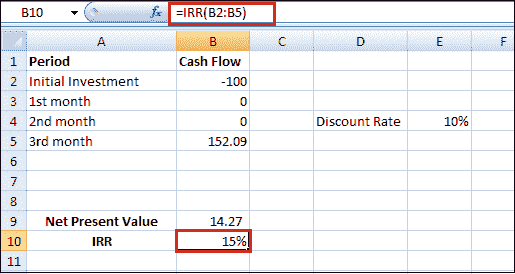 B10 fx =IRR(B2:B5)
A B C D E F
1 Period Cash Flow
2 Initial Investment -100
3 1st month 0
4 2nd month 0 Discount Rate 10%
5 3rd month 152.09
6
7
8
9 Net Present Value 14.27
10 IRR 15%